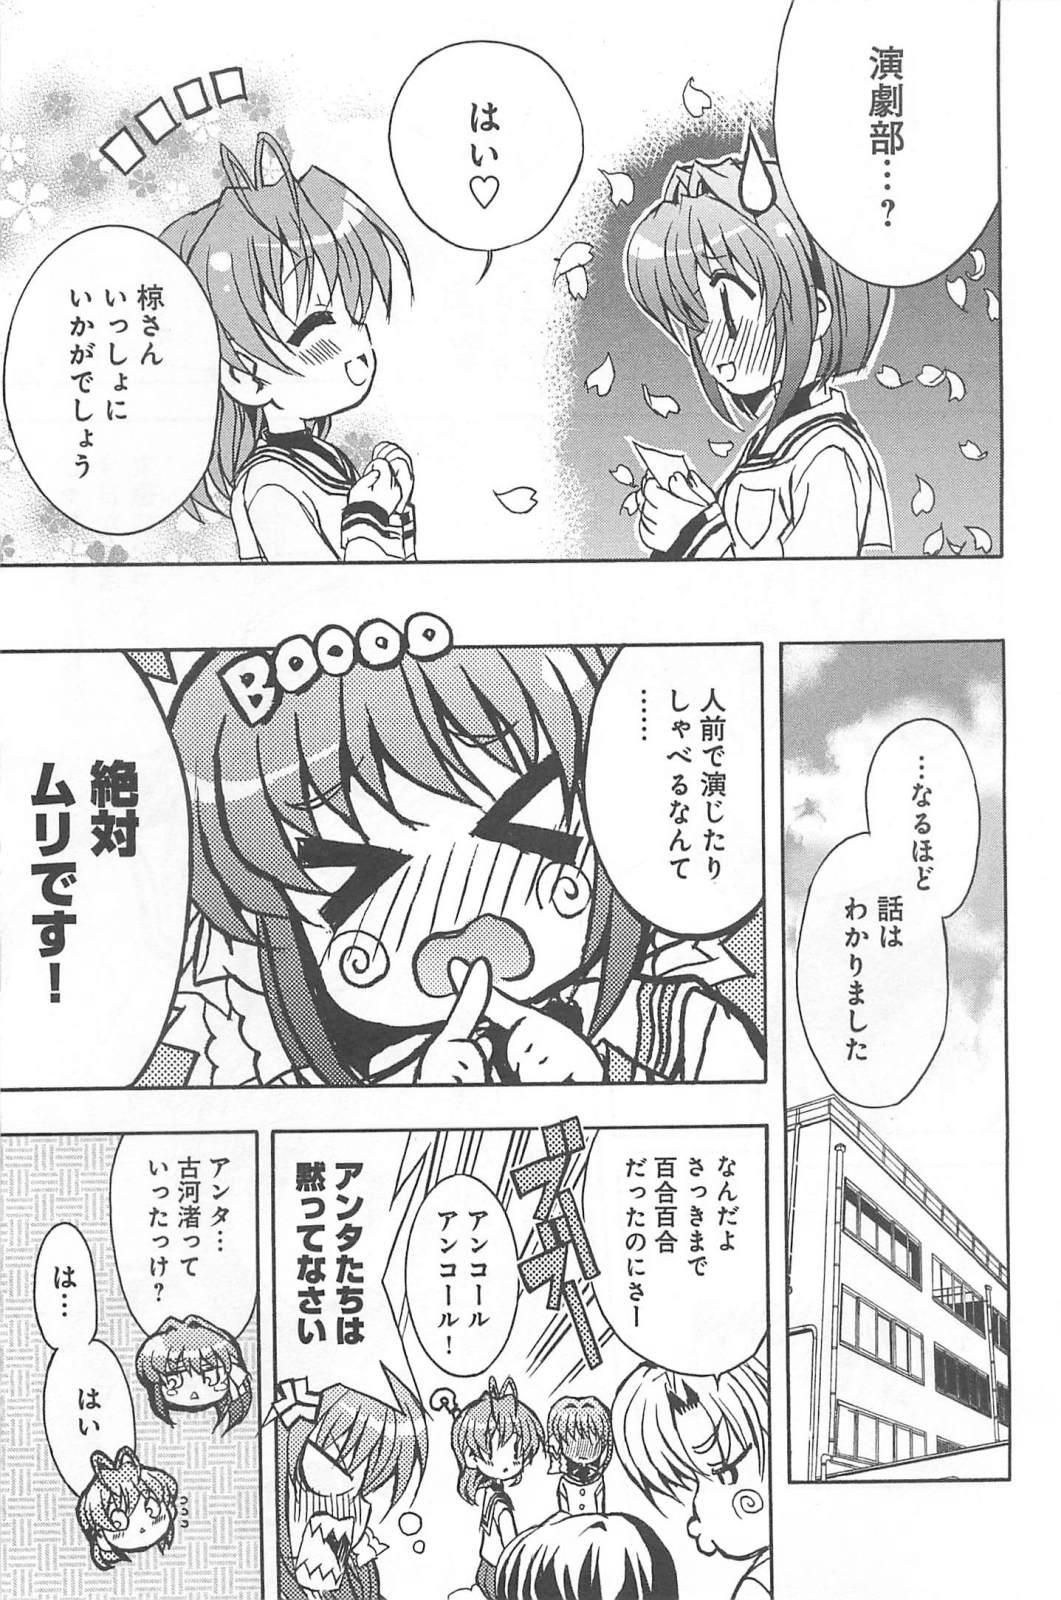 演劇部…?
はい♡
椋さん
いっしょに
いかがでしょう
…なるほど
話は
わかりました
人前で演じたり
しゃべるなんて
……
BOOOO
絶対
ムリです!
なんだよ
さっきまで
百合百合
だったのにさー
ブーブー
アンコール
アンコール!
アンタたちは
黙ってなさい
アンタ…
古河渚って
いったっけ?
は…
はい